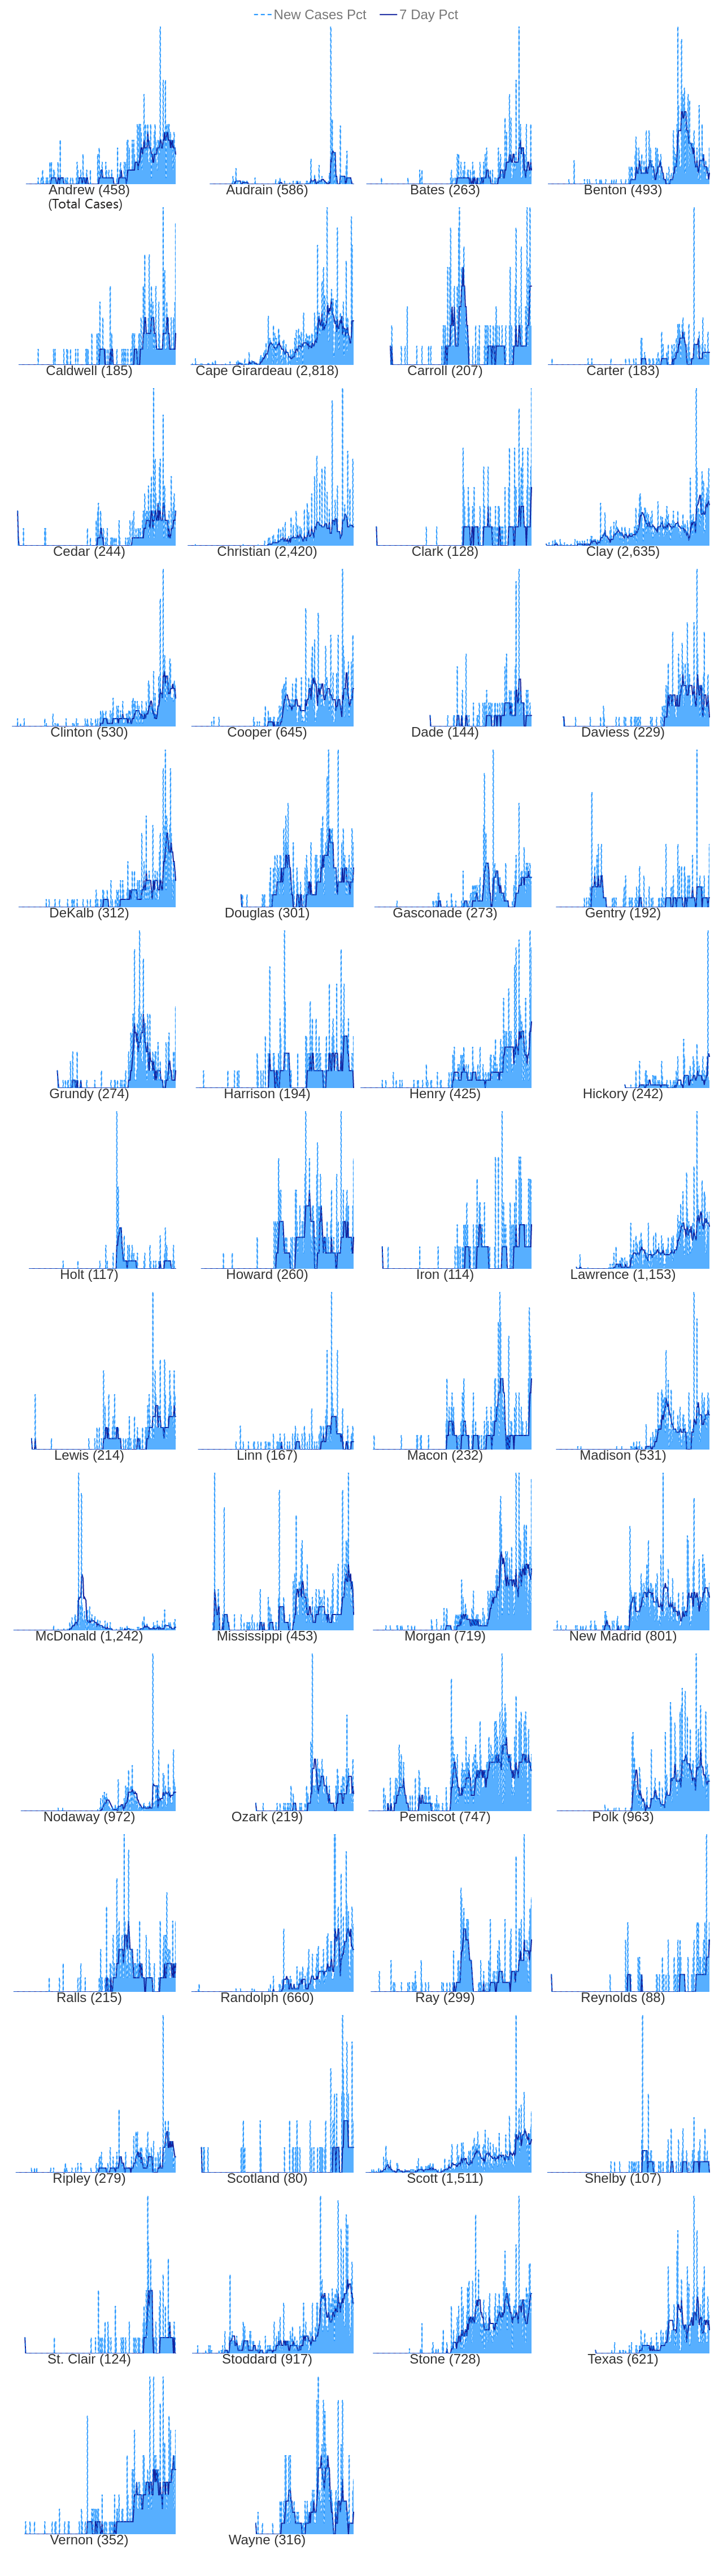 New Cases Pct 7 Day Pct
Andrew (458) Audrain (586) Bates (263) Benton (493)
(Total Cases)
Caldwell (185) Cape Girardeau (2,818) Carroll (207) Carter (183)
Cedar (244) Christian (2,420) Clark (128) Clay (2,635)
Clinton (530) Cooper (645) Dade (144) Daviess (229)
DeKalb (312) Douglas (301) Gasconade (273) Gentry (192)
Grundy (274) Harrison (194) Henry (425) Hickory (242)
Holt (117) Howard (260) Iron (114) Lawrence (1,153)
Lewis (214) Linn (167) Macon (232) Madison (531)
McDonald (1,242) Mississippi (453) Morgan (719) New Madrid (801)
Nodaway (972) Ozark (219) Pemiscot (747) Polk (963)
Ralls (215) Randolph (660) Ray (299) Reynolds (88)
Ripley (279) Scotland (80) Scott (1,511) Shelby (107)
St. Clair (124) Stoddard (917) Stone (728) Texas (621)
Vernon (352) Wayne (316)